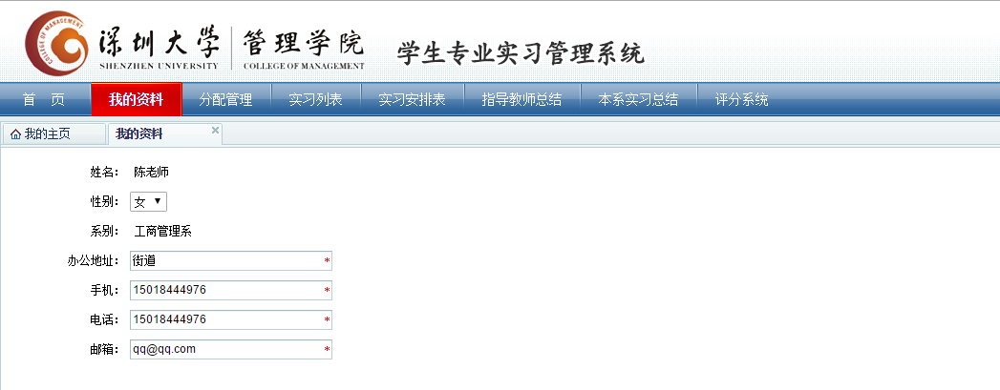 COLLEGE OF MANAGEMENT
深圳大学 管理学院
SHENZHEN UNIVERSITY COLLEGE OF MANAGEMENT
学生专业实习管理系统
首 页 我的资料 分配管理 实习列表 实习安排表 指导教师总结 本系实习总结 评分系统
我的主页 我的资料 ×
姓名： 陈老师
性别： 女 ▼
系别： 工商管理系
办公地址： 街道 *
手机： 15018444976 *
电话： 15018444976 *
邮箱： qq@qq.com *